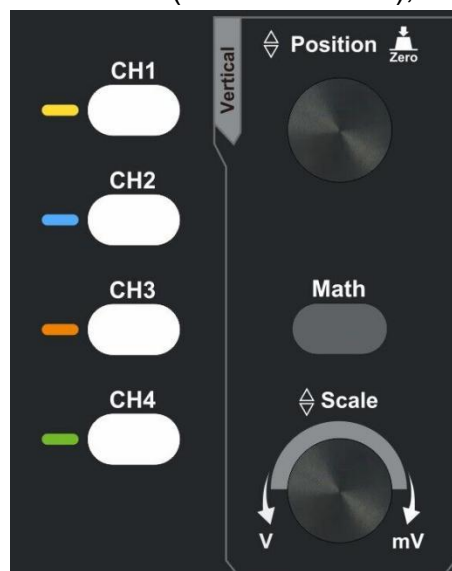 CH1
CH2
CH3
CH4
Vertical
Position
Zero
Math
Scale
V
mV